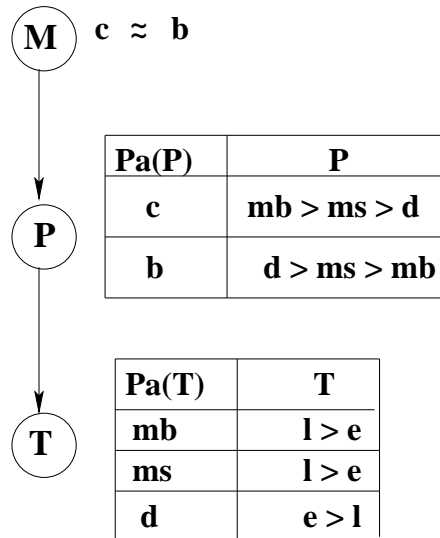 M c ≈ b
Pa(P) P
c mb > ms > d
P
b d > ms > mb
Pa(T) T
mb l > e
T
ms l > e
d e > l